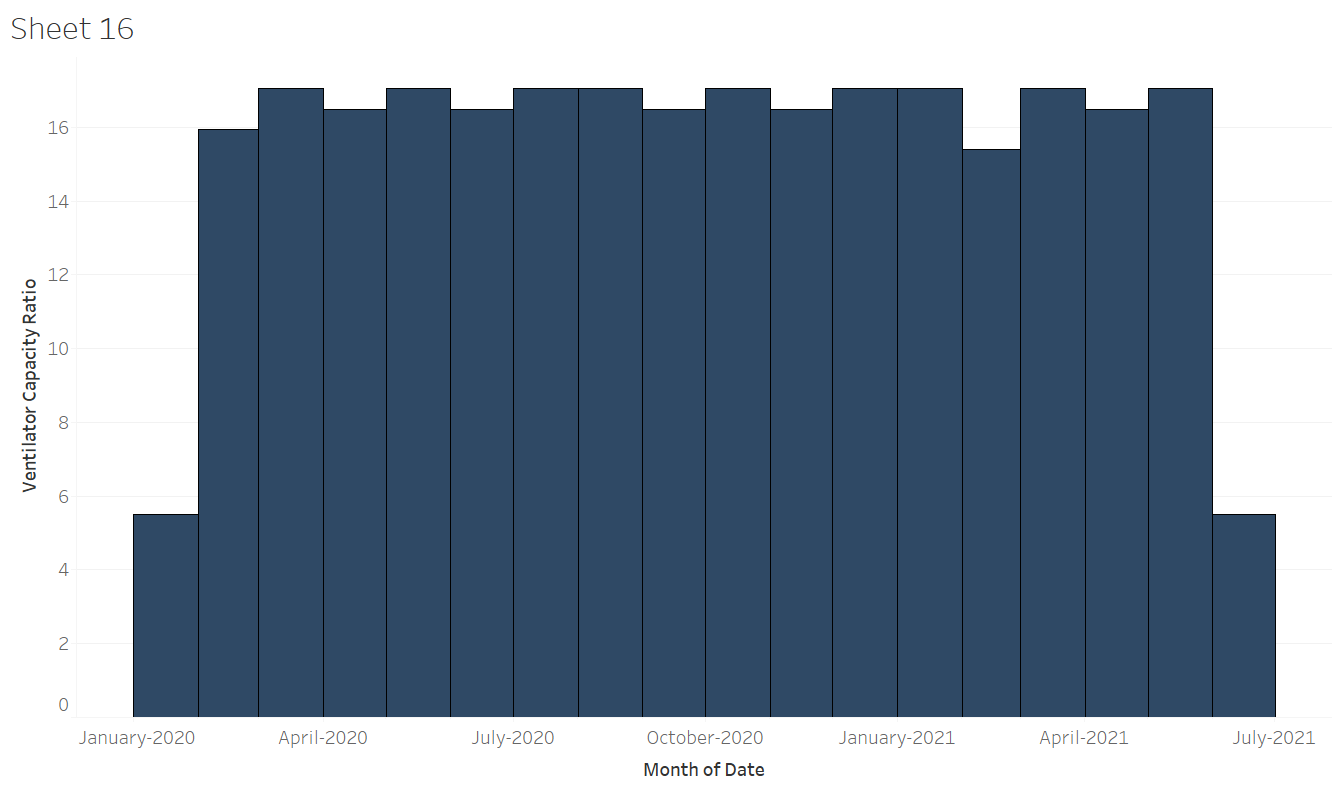 Sheet 16
16
14
12
10
8
6
4
2
0
Ventilator Capacity Ratio
January-2020 April-2020 July-2020 October-2020 January-2021 April-2021 July-2021
Month of Date